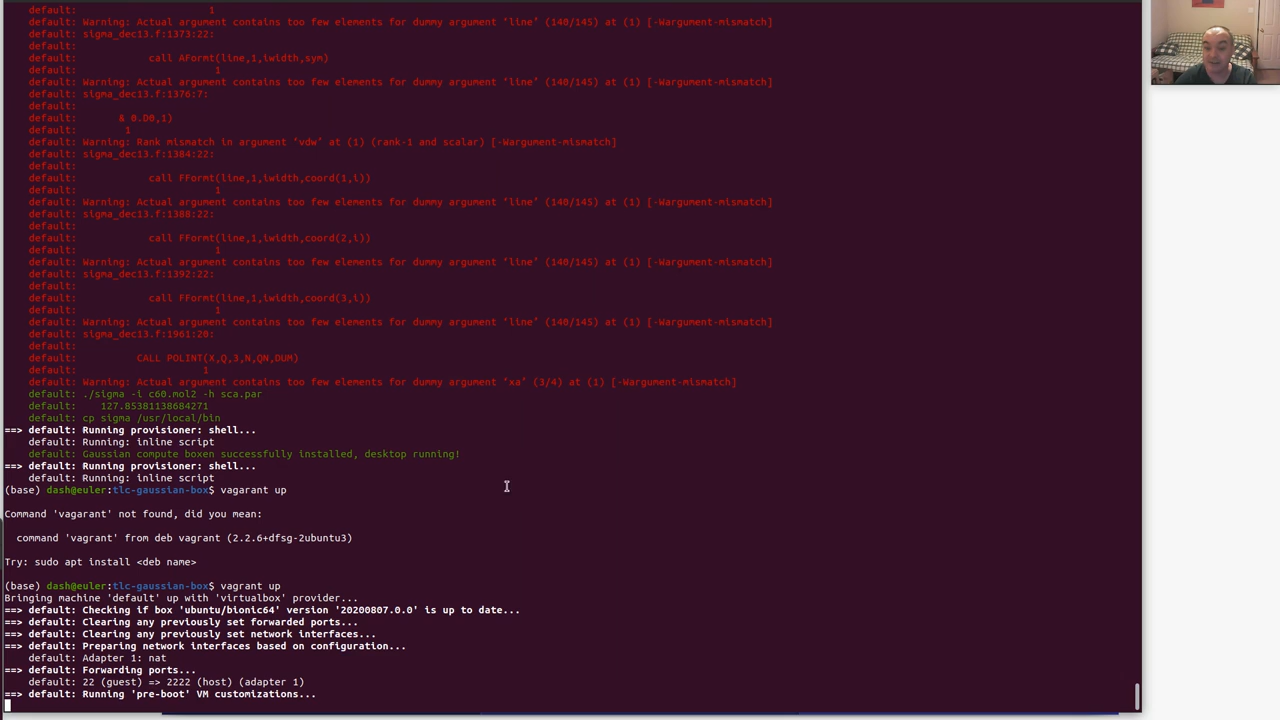 default:                      1
default: Warning: Actual argument contains too few elements for dummy argument ‘line’ (140/145) at (1) [-Wargument-mismatch]
default: sigma_dec13.f:1373:22:
default:
default:            call AFormt(line,1,iwidth,sym)
default:                       1
default: Warning: Actual argument contains too few elements for dummy argument ‘line’ (140/145) at (1) [-Wargument-mismatch]
default: sigma_dec13.f:1376:7:
default:
default:       & 0.D0,1)
default:        1
default: Warning: Rank mismatch in argument ‘vdw’ at (1) (rank-1 and scalar) [-Wargument-mismatch]
default: sigma_dec13.f:1384:22:
default:
default:            call FFormt(line,1,iwidth,coord(1,i))
default:                       1
default: Warning: Actual argument contains too few elements for dummy argument ‘line’ (140/145) at (1) [-Wargument-mismatch]
default: sigma_dec13.f:1388:22:
default:
default:            call FFormt(line,1,iwidth,coord(2,i))
default:                       1
default: Warning: Actual argument contains too few elements for dummy argument ‘line’ (140/145) at (1) [-Wargument-mismatch]
default: sigma_dec13.f:1392:22:
default:
default:            call FFormt(line,1,iwidth,coord(3,i))
default:                       1
default: Warning: Actual argument contains too few elements for dummy argument ‘line’ (140/145) at (1) [-Wargument-mismatch]
default: sigma_dec13.f:1961:20:
default:
default:          CALL POLINT(X,Q,3,N,QN,DUM)
default:                     1
default: Warning: Actual argument contains too few elements for dummy argument ‘xa’ (3/4) at (1) [-Wargument-mismatch]
default: ./sigma -i c60.mol2 -h sca.par
default:    127.85381138684271
default: cp sigma /usr/local/bin
==> default: Running provisioner: shell...
default: Running: inline script
default: Gaussian compute boxen successfully installed, desktop running!
==> default: Running provisioner: shell...
default: Running: inline script
(base) dash@euler:tlc-gaussian-box$ vagarant up
Command 'vagarant' not found, did you mean:
command 'vagrant' from deb vagrant (2.2.6+dfsg-2ubuntu3)
Try: sudo apt install <deb name>
(base) dash@euler:tlc-gaussian-box$ vagrant up
Bringing machine 'default' up with 'virtualbox' provider...
==> default: Checking if box 'ubuntu/bionic64' version '20200807.0.0' is up to date...
==> default: Clearing any previously set forwarded ports...
==> default: Clearing any previously set network interfaces...
==> default: Preparing network interfaces based on configuration...
default: Adapter 1: nat
==> default: Forwarding ports...
default: 22 (guest) => 2222 (host) (adapter 1)
==> default: Running 'pre-boot' VM customizations...